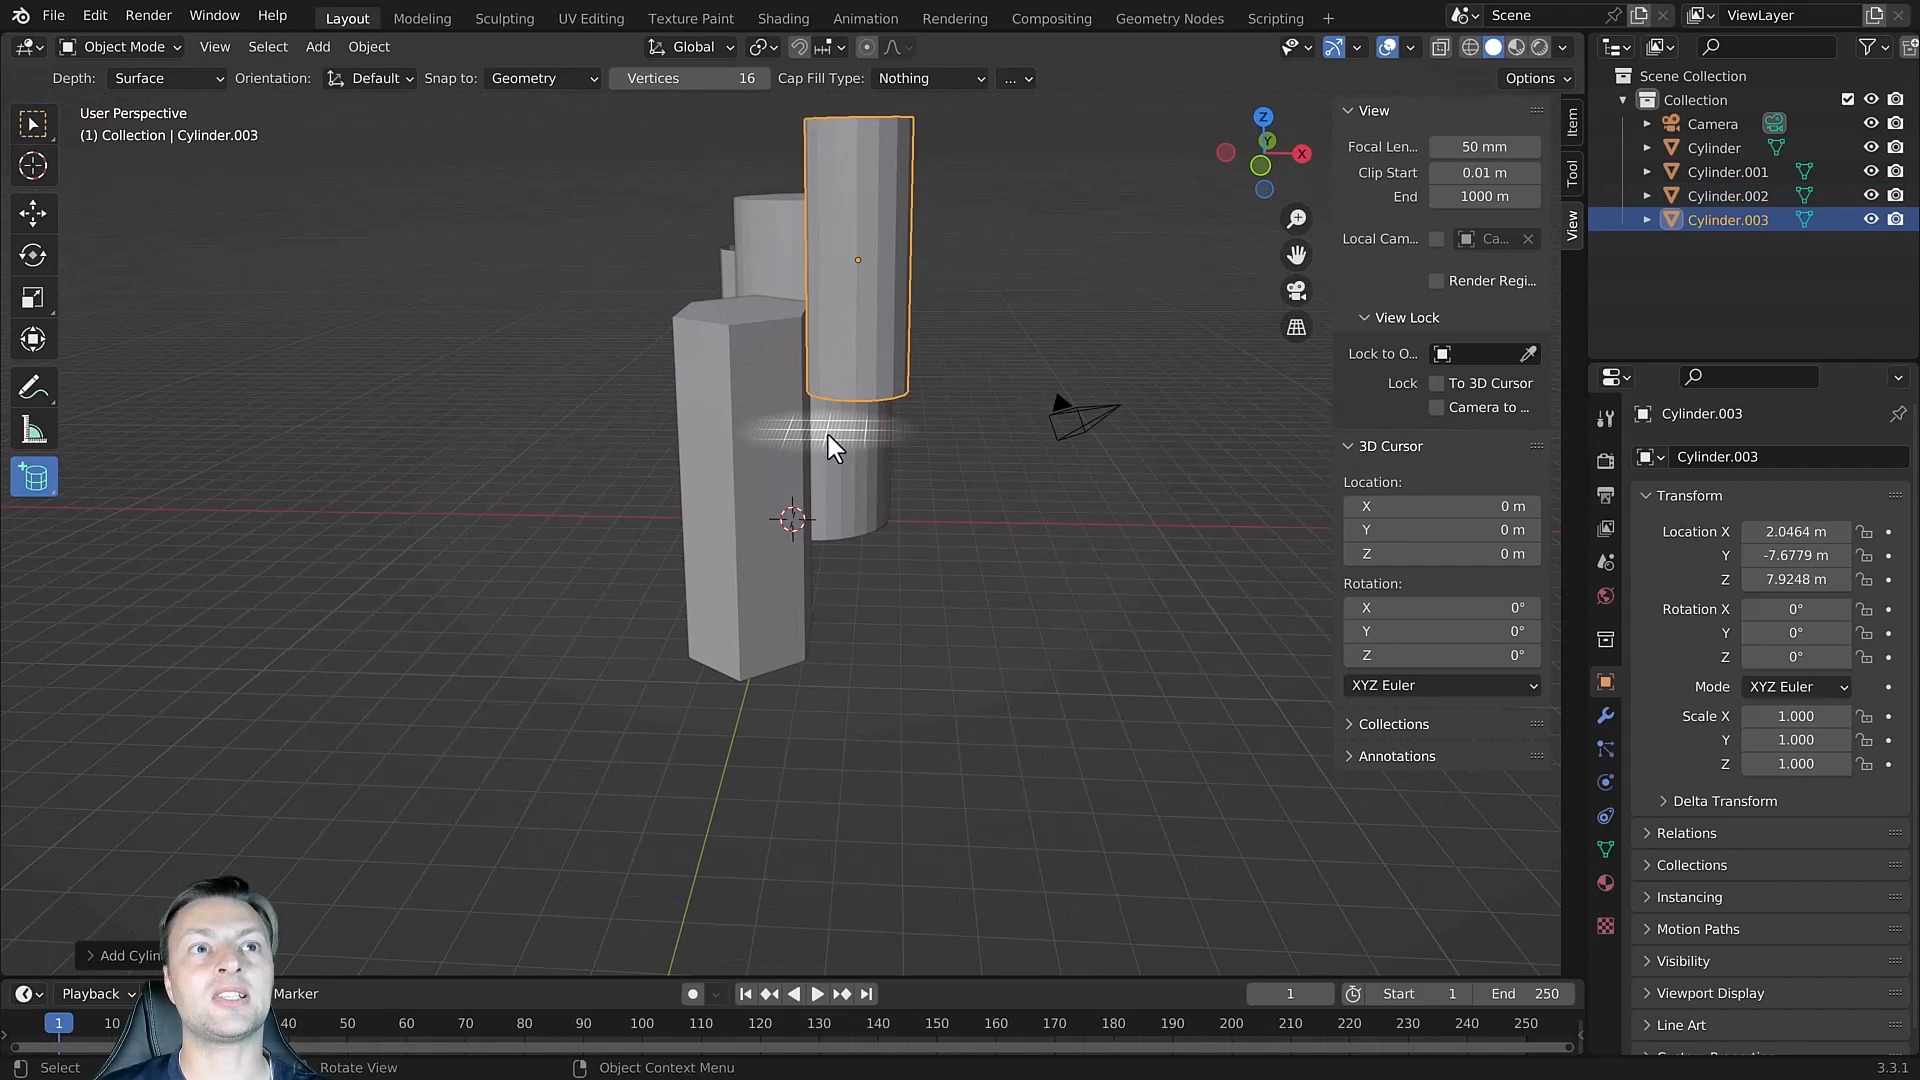 File Edit Render Window Help Layout Modeling Sculpting UV Editing Texture Paint Shading Animation Rendering Compositing Geometry Nodes Scripting + Scene ViewLayer
Object Mode View Select Add Object Global
Depth: Surface Orientation: Default Snap to: Geometry Vertices 16 Cap Fill Type: Nothing ... Options
User Perspective
(1) Collection | Cylinder.003
Z
Y
X
View
Focal Len... 50 mm
Clip Start 0.01 m
End 1000 m
Local Cam... Ca...
Render Regi...
View Lock
Lock to O...
Lock To 3D Cursor
Camera to ...
3D Cursor
Location:
X 0 m
Y 0 m
Z 0 m
Rotation:
X 0°
Y 0°
Z 0°
XYZ Euler
Collections
Annotations
Item
Tool
View
Scene Collection
Collection
Camera
Cylinder
Cylinder.001
Cylinder.002
Cylinder.003
Cylinder.003
Cylinder.003
Transform
Location X 2.0464 m
Y -7.6779 m
Z 7.9248 m
Rotation X 0°
Y 0°
Z 0°
Mode XYZ Euler
Scale X 1.000
Y 1.000
Z 1.000
Delta Transform
Relations
Collections
Instancing
Motion Paths
Visibility
Viewport Display
Line Art
Add Cylin
Playback Marker 1 Start 1 End 250
1 10 40 50 60 70 80 90 100 110 120 130 140 150 160 170 180 190 200 210 220 230 240 250
Select Rotate View Object Context Menu 3.3.1